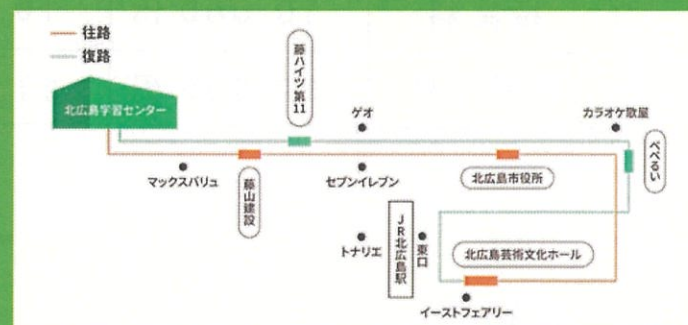 往路
復路
北広島学習センター
藤ハイツ第11
ゲオ
カラオケ歌屋
ぺぺるい
マックスバリュ
藤山建設
セブンイレブン
北広島市役所
トナリエ
JR北広島駅
東口
北広島芸術文化ホール
イーストフェアリー